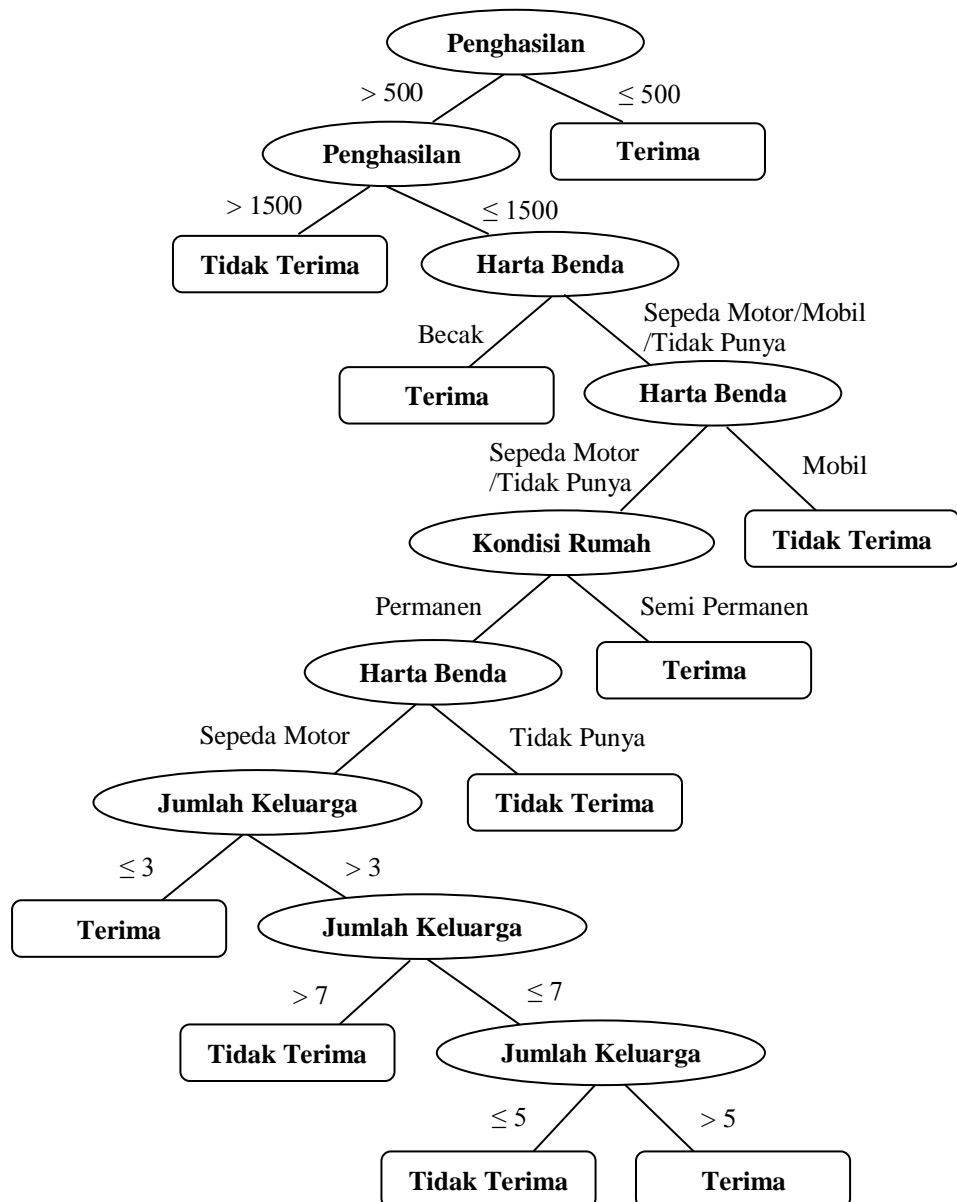 Penghasilan
> 500
≤ 500
Penghasilan
Terima
> 1500
≤ 1500
Tidak Terima
Harta Benda
Becak
Sepeda Motor/Mobil
/Tidak Punya
Terima
Harta Benda
Sepeda Motor
/Tidak Punya
Mobil
Kondisi Rumah
Tidak Terima
Permanen
Semi Permanen
Harta Benda
Terima
Sepeda Motor
Tidak Punya
Jumlah Keluarga
Tidak Terima
≤ 3
> 3
Terima
Jumlah Keluarga
> 7
≤ 7
Tidak Terima
Jumlah Keluarga
≤ 5
> 5
Tidak Terima
Terima